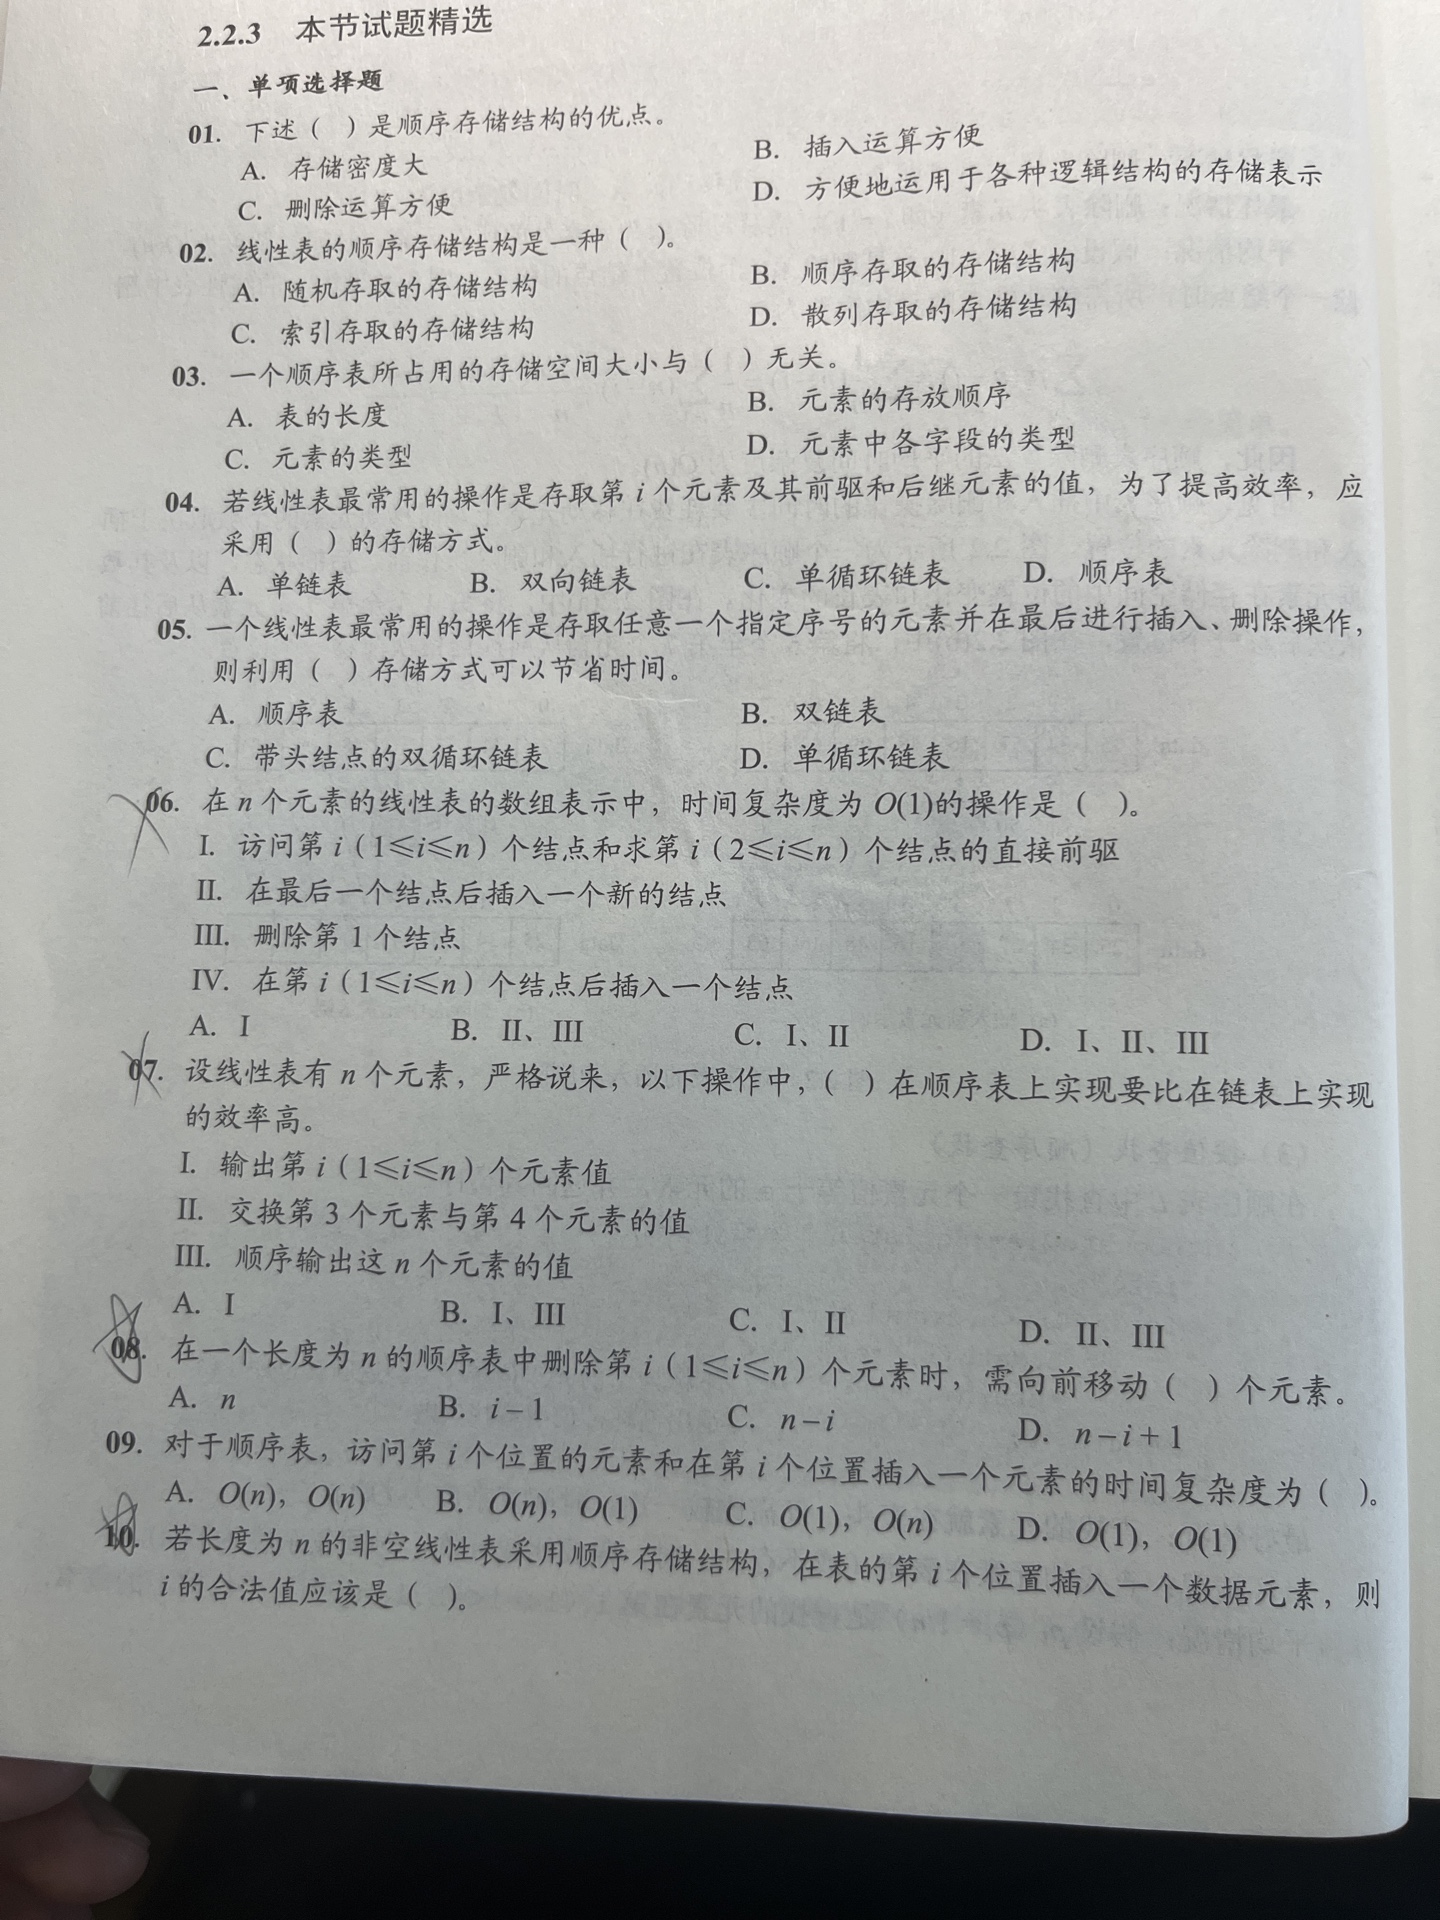 2.2.3 本节试题精选
一、单项选择题
01. 下述（ ）是顺序存储结构的优点。
A. 存储密度大 B. 插入运算方便
C. 删除运算方便 D. 方便地运用于各种逻辑结构的存储表示
02. 线性表的顺序存储结构是一种（ ）。
A. 随机存取的存储结构 B. 顺序存取的存储结构
C. 索引存取的存储结构 D. 散列存取的存储结构
03. 一个顺序表所占用的存储空间大小与（ ）无关。
A. 表的长度 B. 元素的存放顺序
C. 元素的类型 D. 元素中各字段的类型
04. 若线性表最常用的操作是存取第 i 个元素及其前驱和后继元素的值，为了提高效率，应
采用（ ）的存储方式。
A. 单链表 B. 双向链表 C. 单循环链表 D. 顺序表
05. 一个线性表最常用的操作是存取任意一个指定序号的元素并在最后进行插入、删除操作，
则利用（ ）存储方式可以节省时间。
A. 顺序表 B. 双链表
C. 带头结点的双循环链表 D. 单循环链表
06. 在 n 个元素的线性表的数组表示中，时间复杂度为 O(1)的操作是（ ）。
I. 访问第 i（1≤i≤n）个结点和求第 i（2≤i≤n）个结点的直接前驱
II. 在最后一个结点后插入一个新的结点
III. 删除第 1 个结点
IV. 在第 i（1≤i≤n）个结点后插入一个结点
A. I B. II、III C. I、II D. I、II、III
07. 设线性表有 n 个元素，严格说来，以下操作中，（ ）在顺序表上实现要比在链表上实现
的效率高。
I. 输出第 i（1≤i≤n）个元素值
II. 交换第 3 个元素与第 4 个元素的值
III. 顺序输出这 n 个元素的值
A. I B. I、III C. I、II D. II、III
08. 在一个长度为 n 的顺序表中删除第 i（1≤i≤n）个元素时，需向前移动（ ）个元素。
A. n B. i－1 C. n－i D. n－i＋1
09. 对于顺序表，访问第 i 个位置的元素和在第 i 个位置插入一个元素的时间复杂度为（ ）。
A. O(n)，O(n) B. O(n)，O(1) C. O(1)，O(n) D. O(1)，O(1)
10. 若长度为 n 的非空线性表采用顺序存储结构，在表的第 i 个位置插入一个数据元素，则
i 的合法值应该是（ ）。